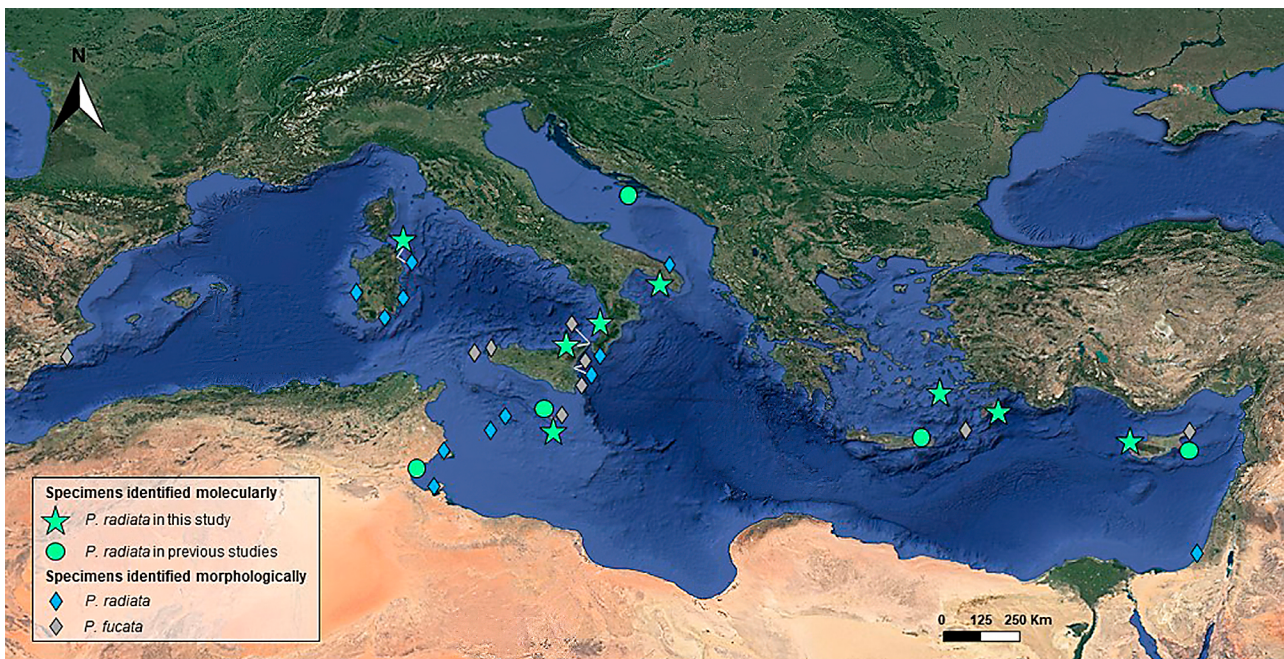 N
Specimens identified molecularly
P. radiata in this study
P. radiata in previous studies
Specimens identified morphologically
P. radiata
P. fucata
0 125 250 Km